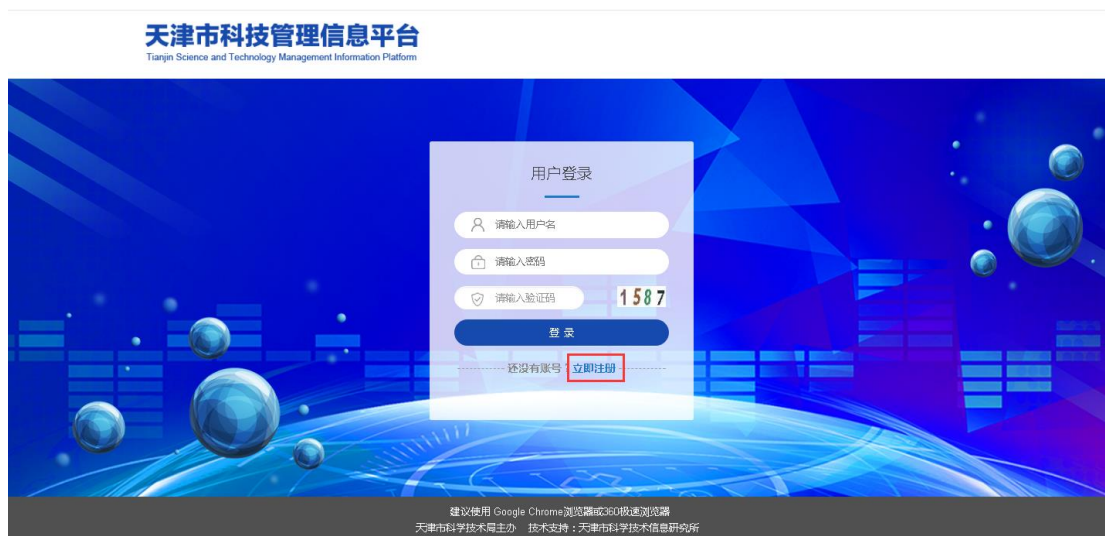 天津市科技管理信息平台
Tianjin Science and Technology Management Information Platform
用户登录
请输入用户名
请输入密码
请输入验证码
1587
登 录
----------- 还没有账号？立即注册 -----------
建议使用 Google Chrome浏览器或360极速浏览器
天津市科学技术局主办 技术支持：天津市科学技术信息研究所